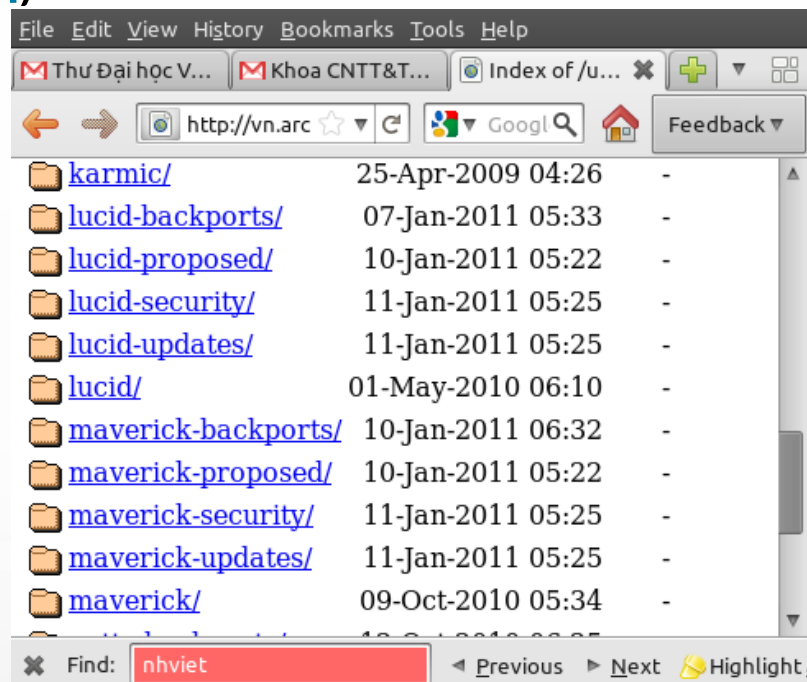 File Edit View History Bookmarks Tools Help
Thư Đại học V... Khoa CNTT&T... Index of /u...
http://vn.arc Googl Feedback
karmic/ 25-Apr-2009 04:26 -
lucid-backports/ 07-Jan-2011 05:33 -
lucid-proposed/ 10-Jan-2011 05:22 -
lucid-security/ 11-Jan-2011 05:25 -
lucid-updates/ 11-Jan-2011 05:25 -
lucid/ 01-May-2010 06:10 -
maverick-backports/ 10-Jan-2011 06:32 -
maverick-proposed/ 10-Jan-2011 05:22 -
maverick-security/ 11-Jan-2011 05:25 -
maverick-updates/ 11-Jan-2011 05:25 -
maverick/ 09-Oct-2010 05:34 -
Find: nhviet Previous Next Highlight